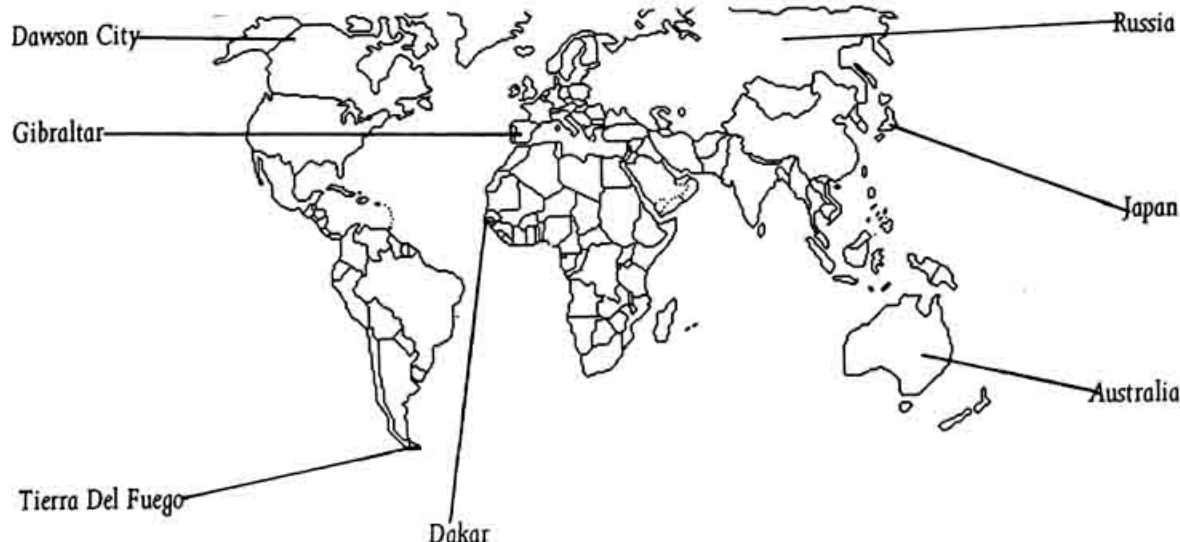 Dawson City
Russia
Gibraltar
Japan
Australia
Tierra Del Fuego
Dakar